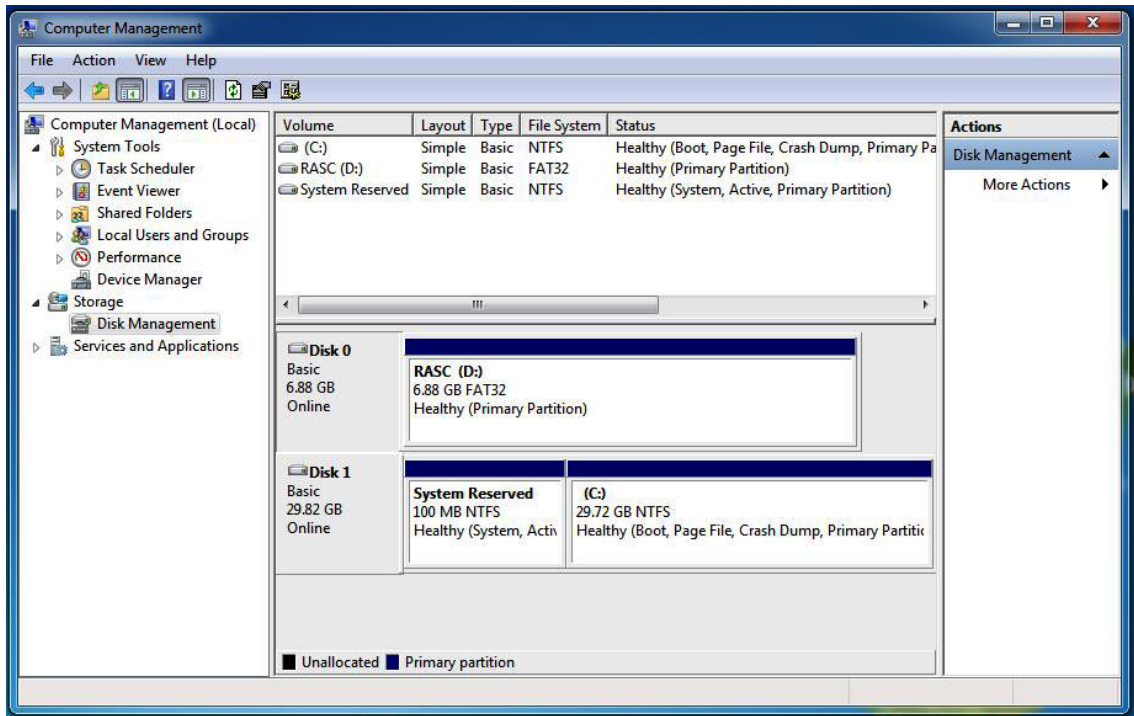 Computer Management
File Action View Help
Computer Management (Local)
System Tools
Task Scheduler
Event Viewer
Shared Folders
Local Users and Groups
Performance
Device Manager
Storage
Disk Management
Services and Applications
Volume Layout Type File System Status
(C:) Simple Basic NTFS Healthy (Boot, Page File, Crash Dump, Primary Pa
RASC (D:) Simple Basic FAT32 Healthy (Primary Partition)
System Reserved Simple Basic NTFS Healthy (System, Active, Primary Partition)
Disk 0
Basic
6.88 GB
Online
RASC (D:)
6.88 GB FAT32
Healthy (Primary Partition)
Disk 1
Basic
29.82 GB
Online
System Reserved
100 MB NTFS
Healthy (System, Activ
(C:)
29.72 GB NTFS
Healthy (Boot, Page File, Crash Dump, Primary Partitic
Unallocated Primary partition
Actions
Disk Management
More Actions